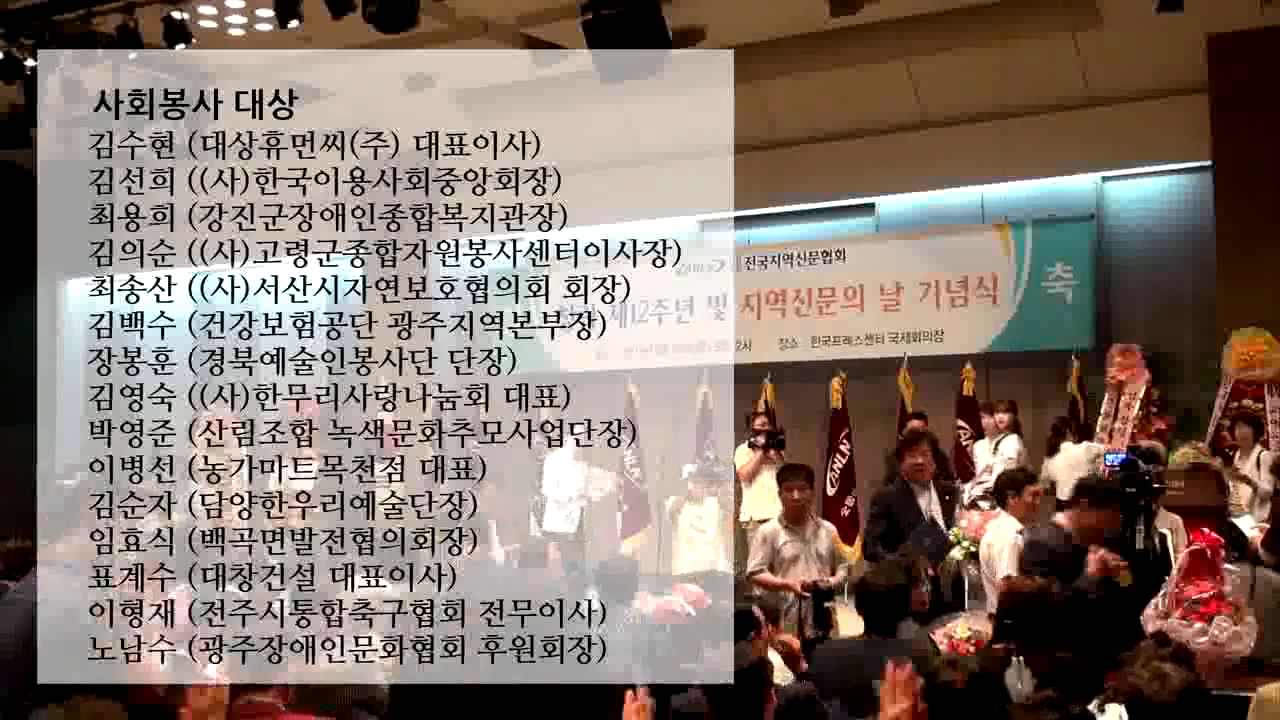 사회봉사 대상
김수현 (대상휴먼씨(주) 대표이사)
김선희 ((사)한국이용사회중앙회장)
최용희 (강진군장애인종합복지관장)
김의순 ((사)고령군종합자원봉사센터이사장)
최송산 ((사)서산시자연보호협의회 회장)
김백수 (건강보험공단 광주지역본부장)
장봉훈 (경북예술인봉사단 단장)
김영숙 ((사)한무리사랑나눔회 대표)
박영준 (산림조합 녹색문화추모사업단장)
이병선 (농가마트목천점 대표)
김순자 (담양한우리예술단장)
임효식 (백곡면발전협의회장)
표계수 (대창건설 대표이사)
이형재 (전주시통합축구협회 전무이사)
노남수 (광주장애인문화협회 후원회장)
전국지역신문협회
제12주년 및 지역신문의 날 기념식
장소 한국프레스센터 국제회의장
축